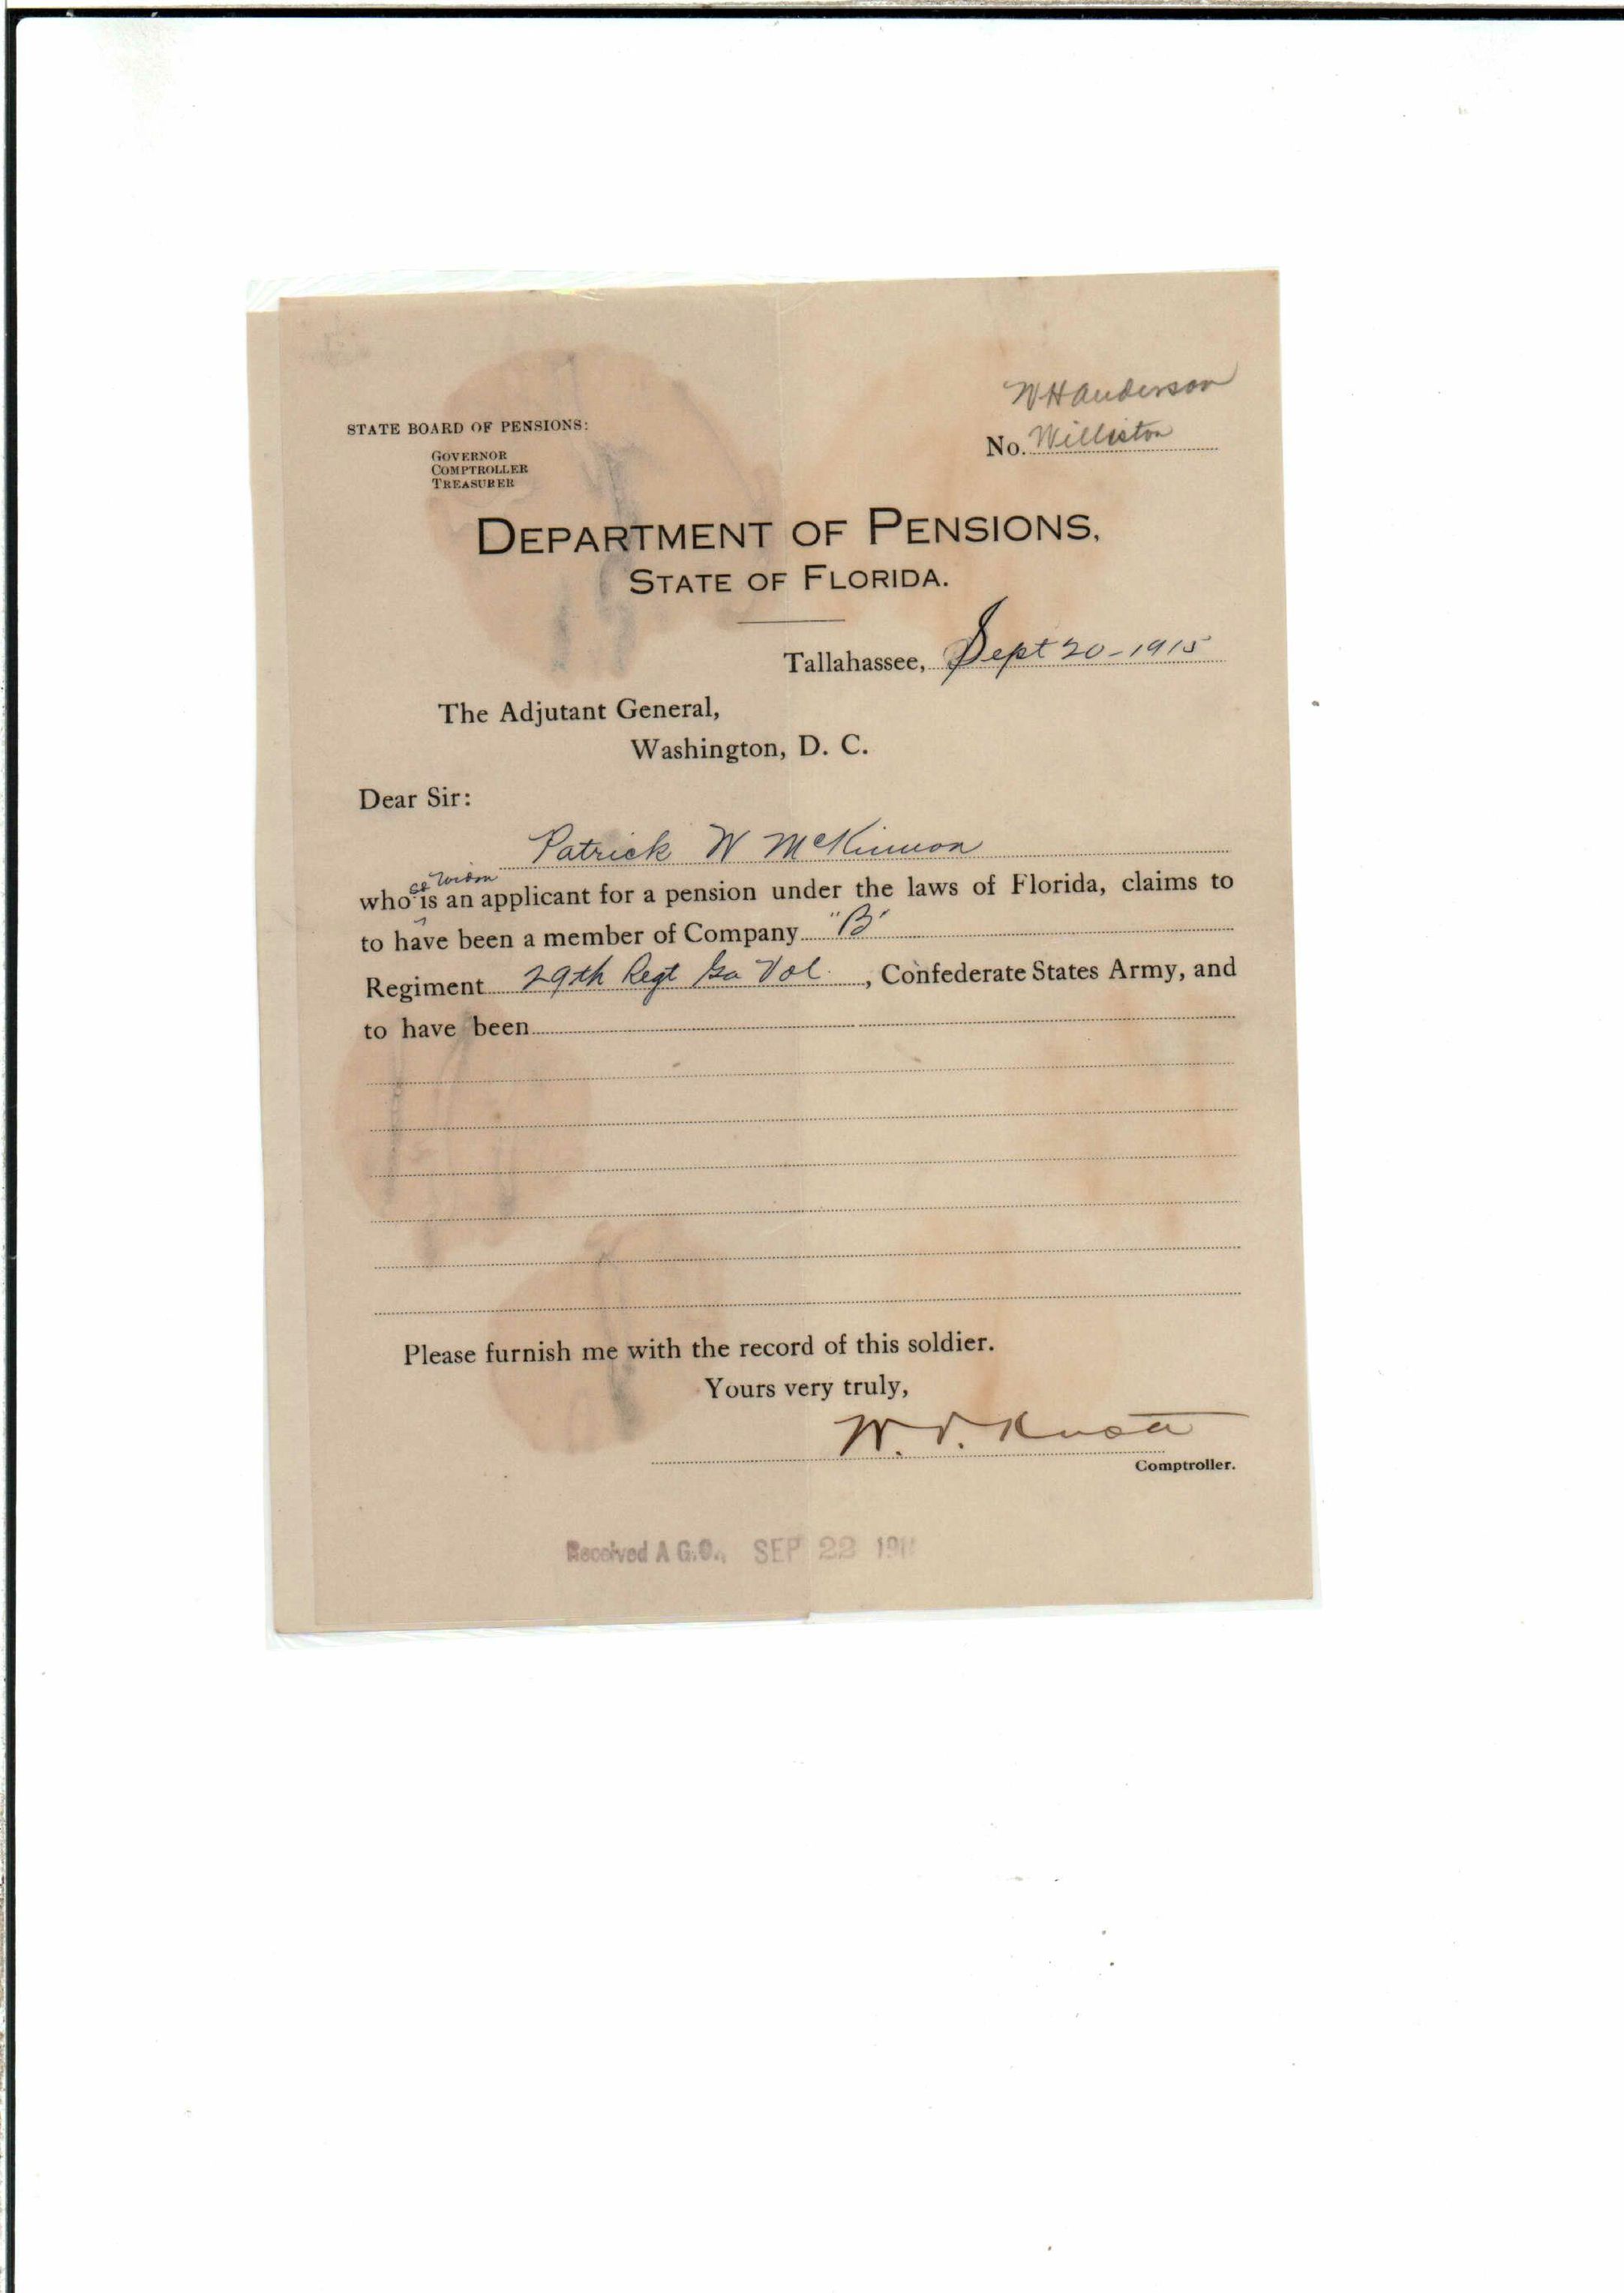 W H Anderson
STATE BOARD OF PENSIONS:
No. Williston
GOVERNOR
COMPTROLLER
TREASURER
DEPARTMENT OF PENSIONS,
STATE OF FLORIDA.
Tallahassee, Sept 20-1915
The Adjutant General,
Washington, D. C.
Dear Sir:
Patrick W McKinnon
widow
who is an applicant for a pension under the laws of Florida, claims to
to have been a member of Company "B"
Regiment 29th Regt Ga Vol. , Confederate States Army, and
to have been
Please furnish me with the record of this soldier.
Yours very truly,
W. V. Knott
Comptroller.
Received A.G.O., SEP 22